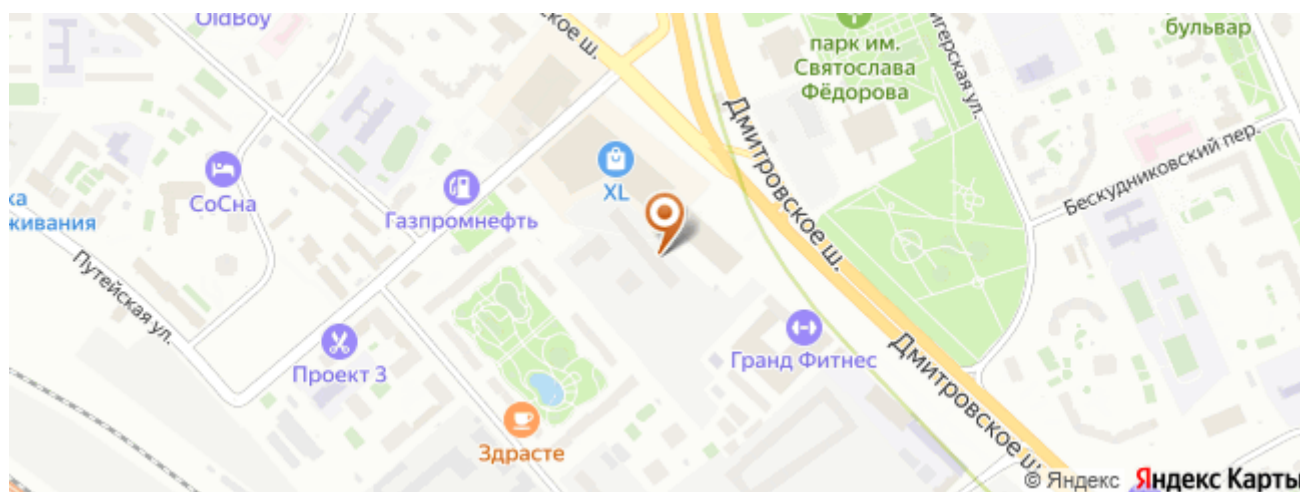 OldBoy
ское ш.
парк им.
Святослава
Фёдорова
игерская ул.
бульвар
Дмитровское ш.
Бескудниковский пер.
XL
СоСна
Газпромнефть
ка
живания
Путейская ул.
Проект 3
Гранд Фитнес
Дмитровское ш.
Здрасте
© Яндекс Яндекс Карты